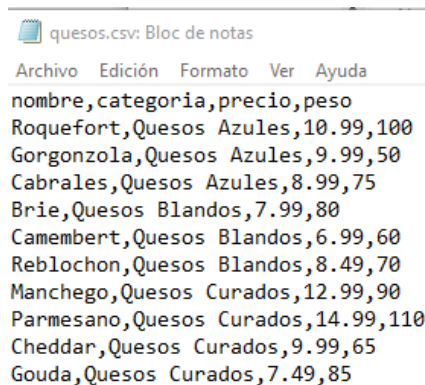 quesos.csv: Bloc de notas
Archivo Edición Formato Ver Ayuda
nombre,categoria,precio,peso
Roquefort,Quesos Azules,10.99,100
Gorgonzola,Quesos Azules,9.99,50
Cabrales,Quesos Azules,8.99,75
Brie,Quesos Blandos,7.99,80
Camembert,Quesos Blandos,6.99,60
Reblochon,Quesos Blandos,8.49,70
Manchego,Quesos Curados,12.99,90
Parmesano,Quesos Curados,14.99,110
Cheddar,Quesos Curados,9.99,65
Gouda,Quesos Curados,7.49,85